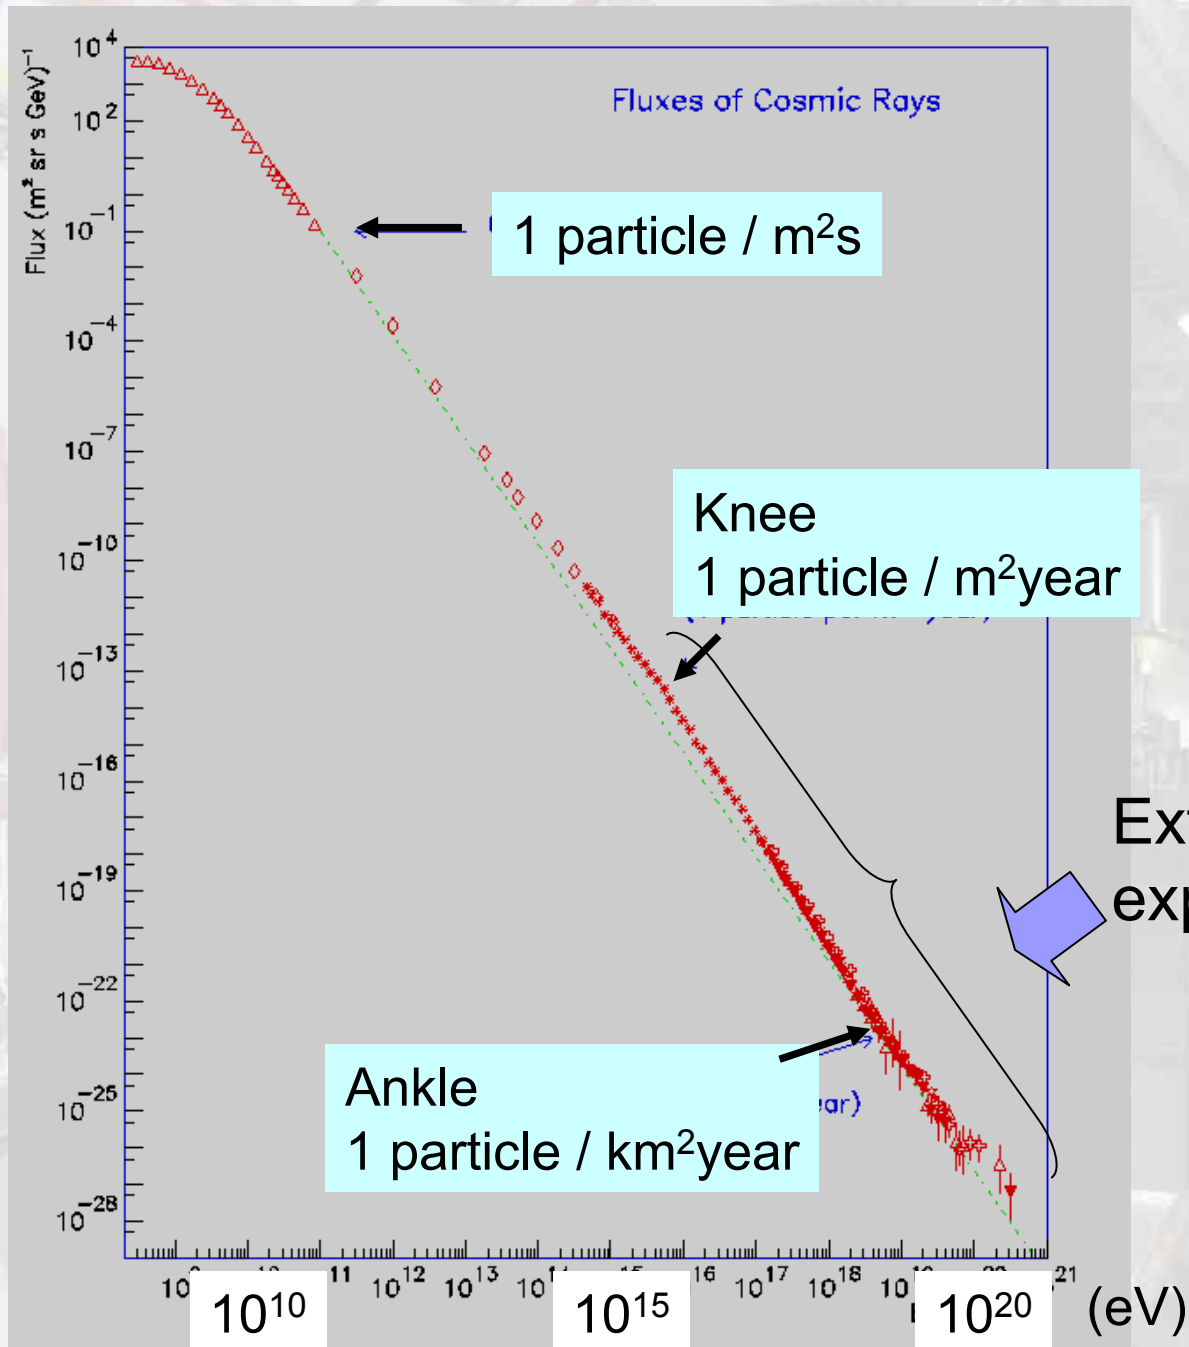 Fluxes of Cosmic Rays
Flux (m² sr s GeV)⁻¹
10⁴
10²
10⁻¹
10⁻⁴
10⁻⁷
10⁻¹⁰
10⁻¹³
10⁻¹⁶
10⁻¹⁹
10⁻²²
10⁻²⁵
10⁻²⁸
1 particle / m²s
Knee
1 particle / m²year
Ankle
1 particle / km²year
10¹² 10¹³ 10¹⁴ 10¹⁷ 10¹⁸
10¹⁰ 10¹⁵ 10²⁰ (eV)